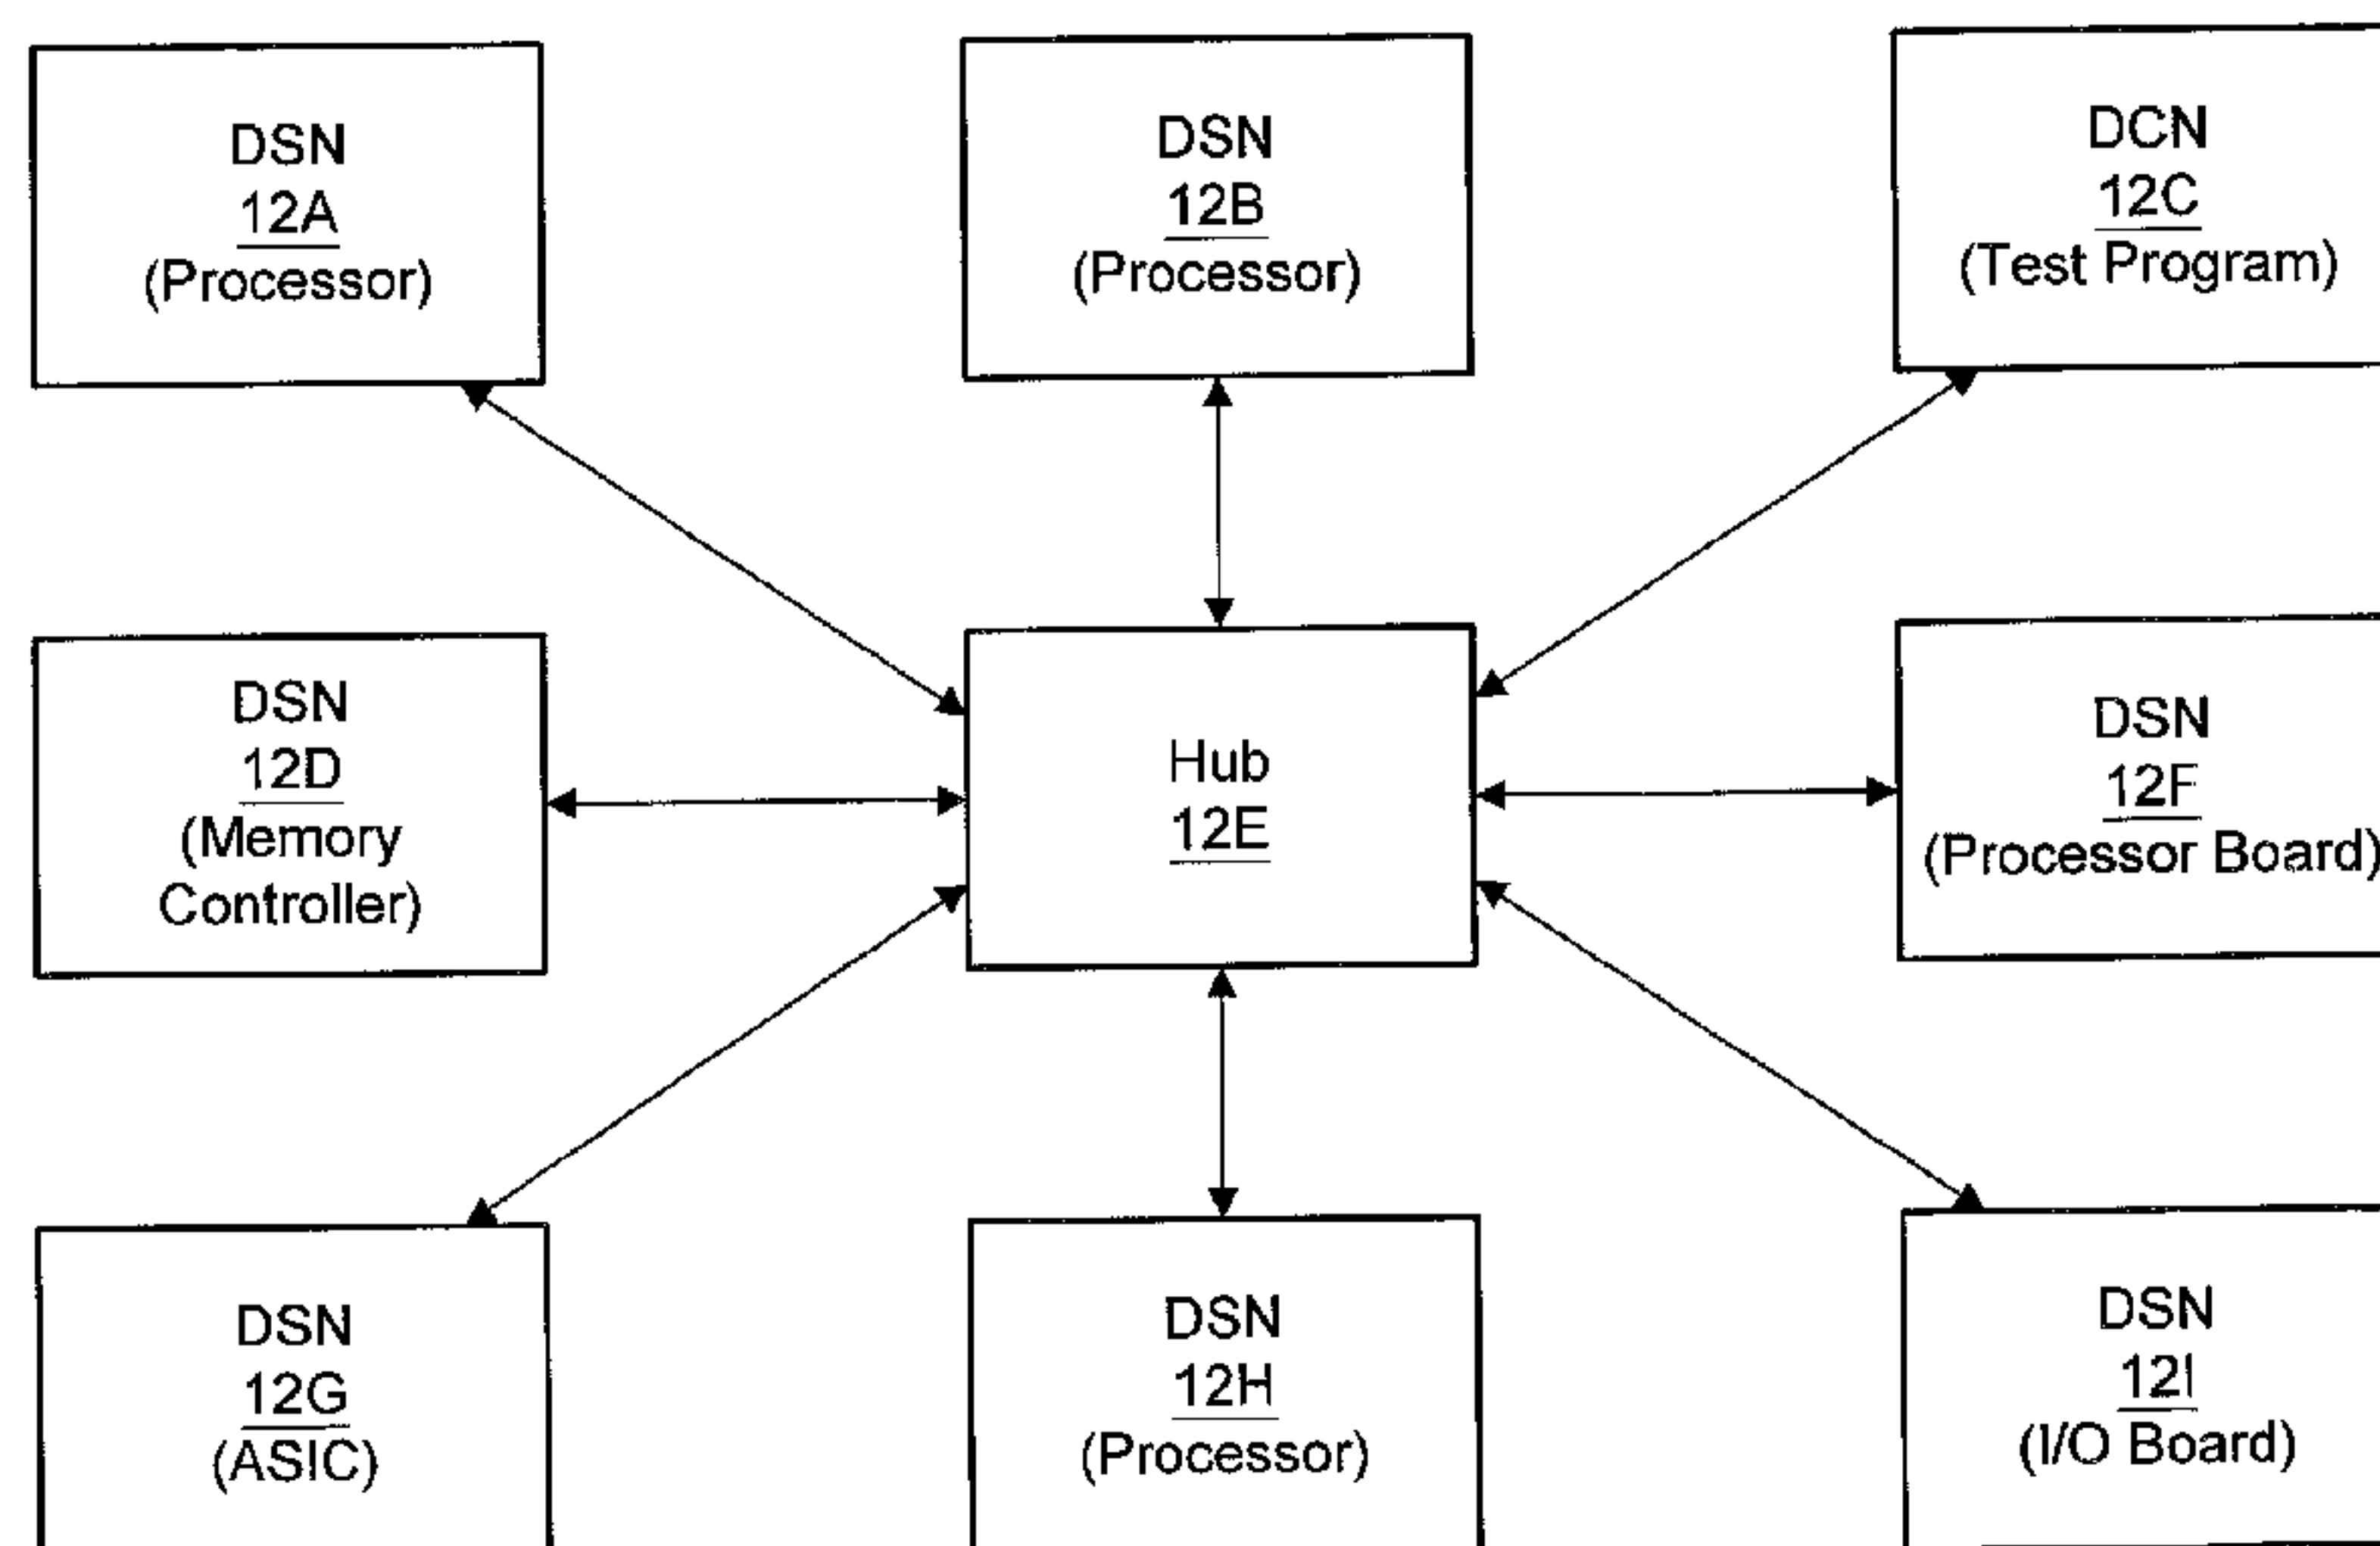 DSN
12A
(Processor)
DSN
12B
(Processor)
DCN
12C
(Test Program)
DSN
12D
(Memory
Controller)
Hub
12E
DSN
12F
(Processor Board)
DSN
12G
(ASIC)
DSN
12H
(Processor)
DSN
12I
(I/O Board)